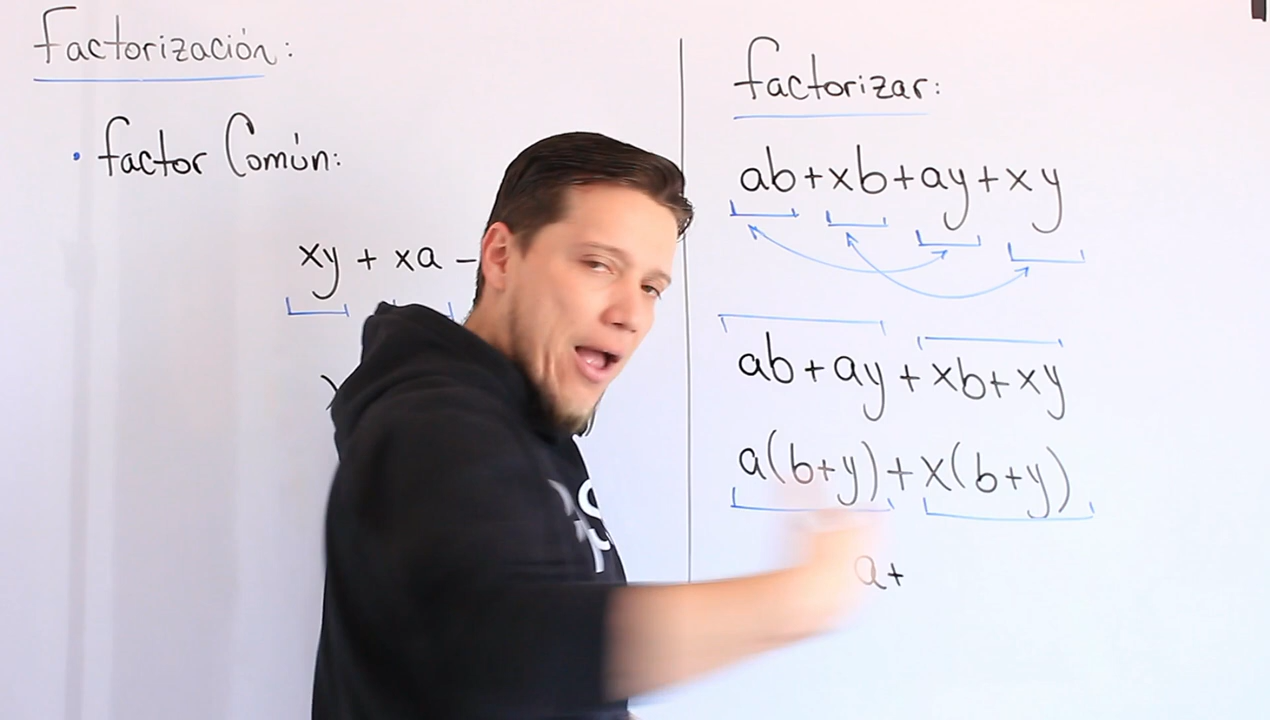 Factorización:
• Factor Común:
xy + xa -
Factorizar:
ab+xb+ay+xy
ab+ay+xb+xy
a(b+y)+x(b+y)
a+